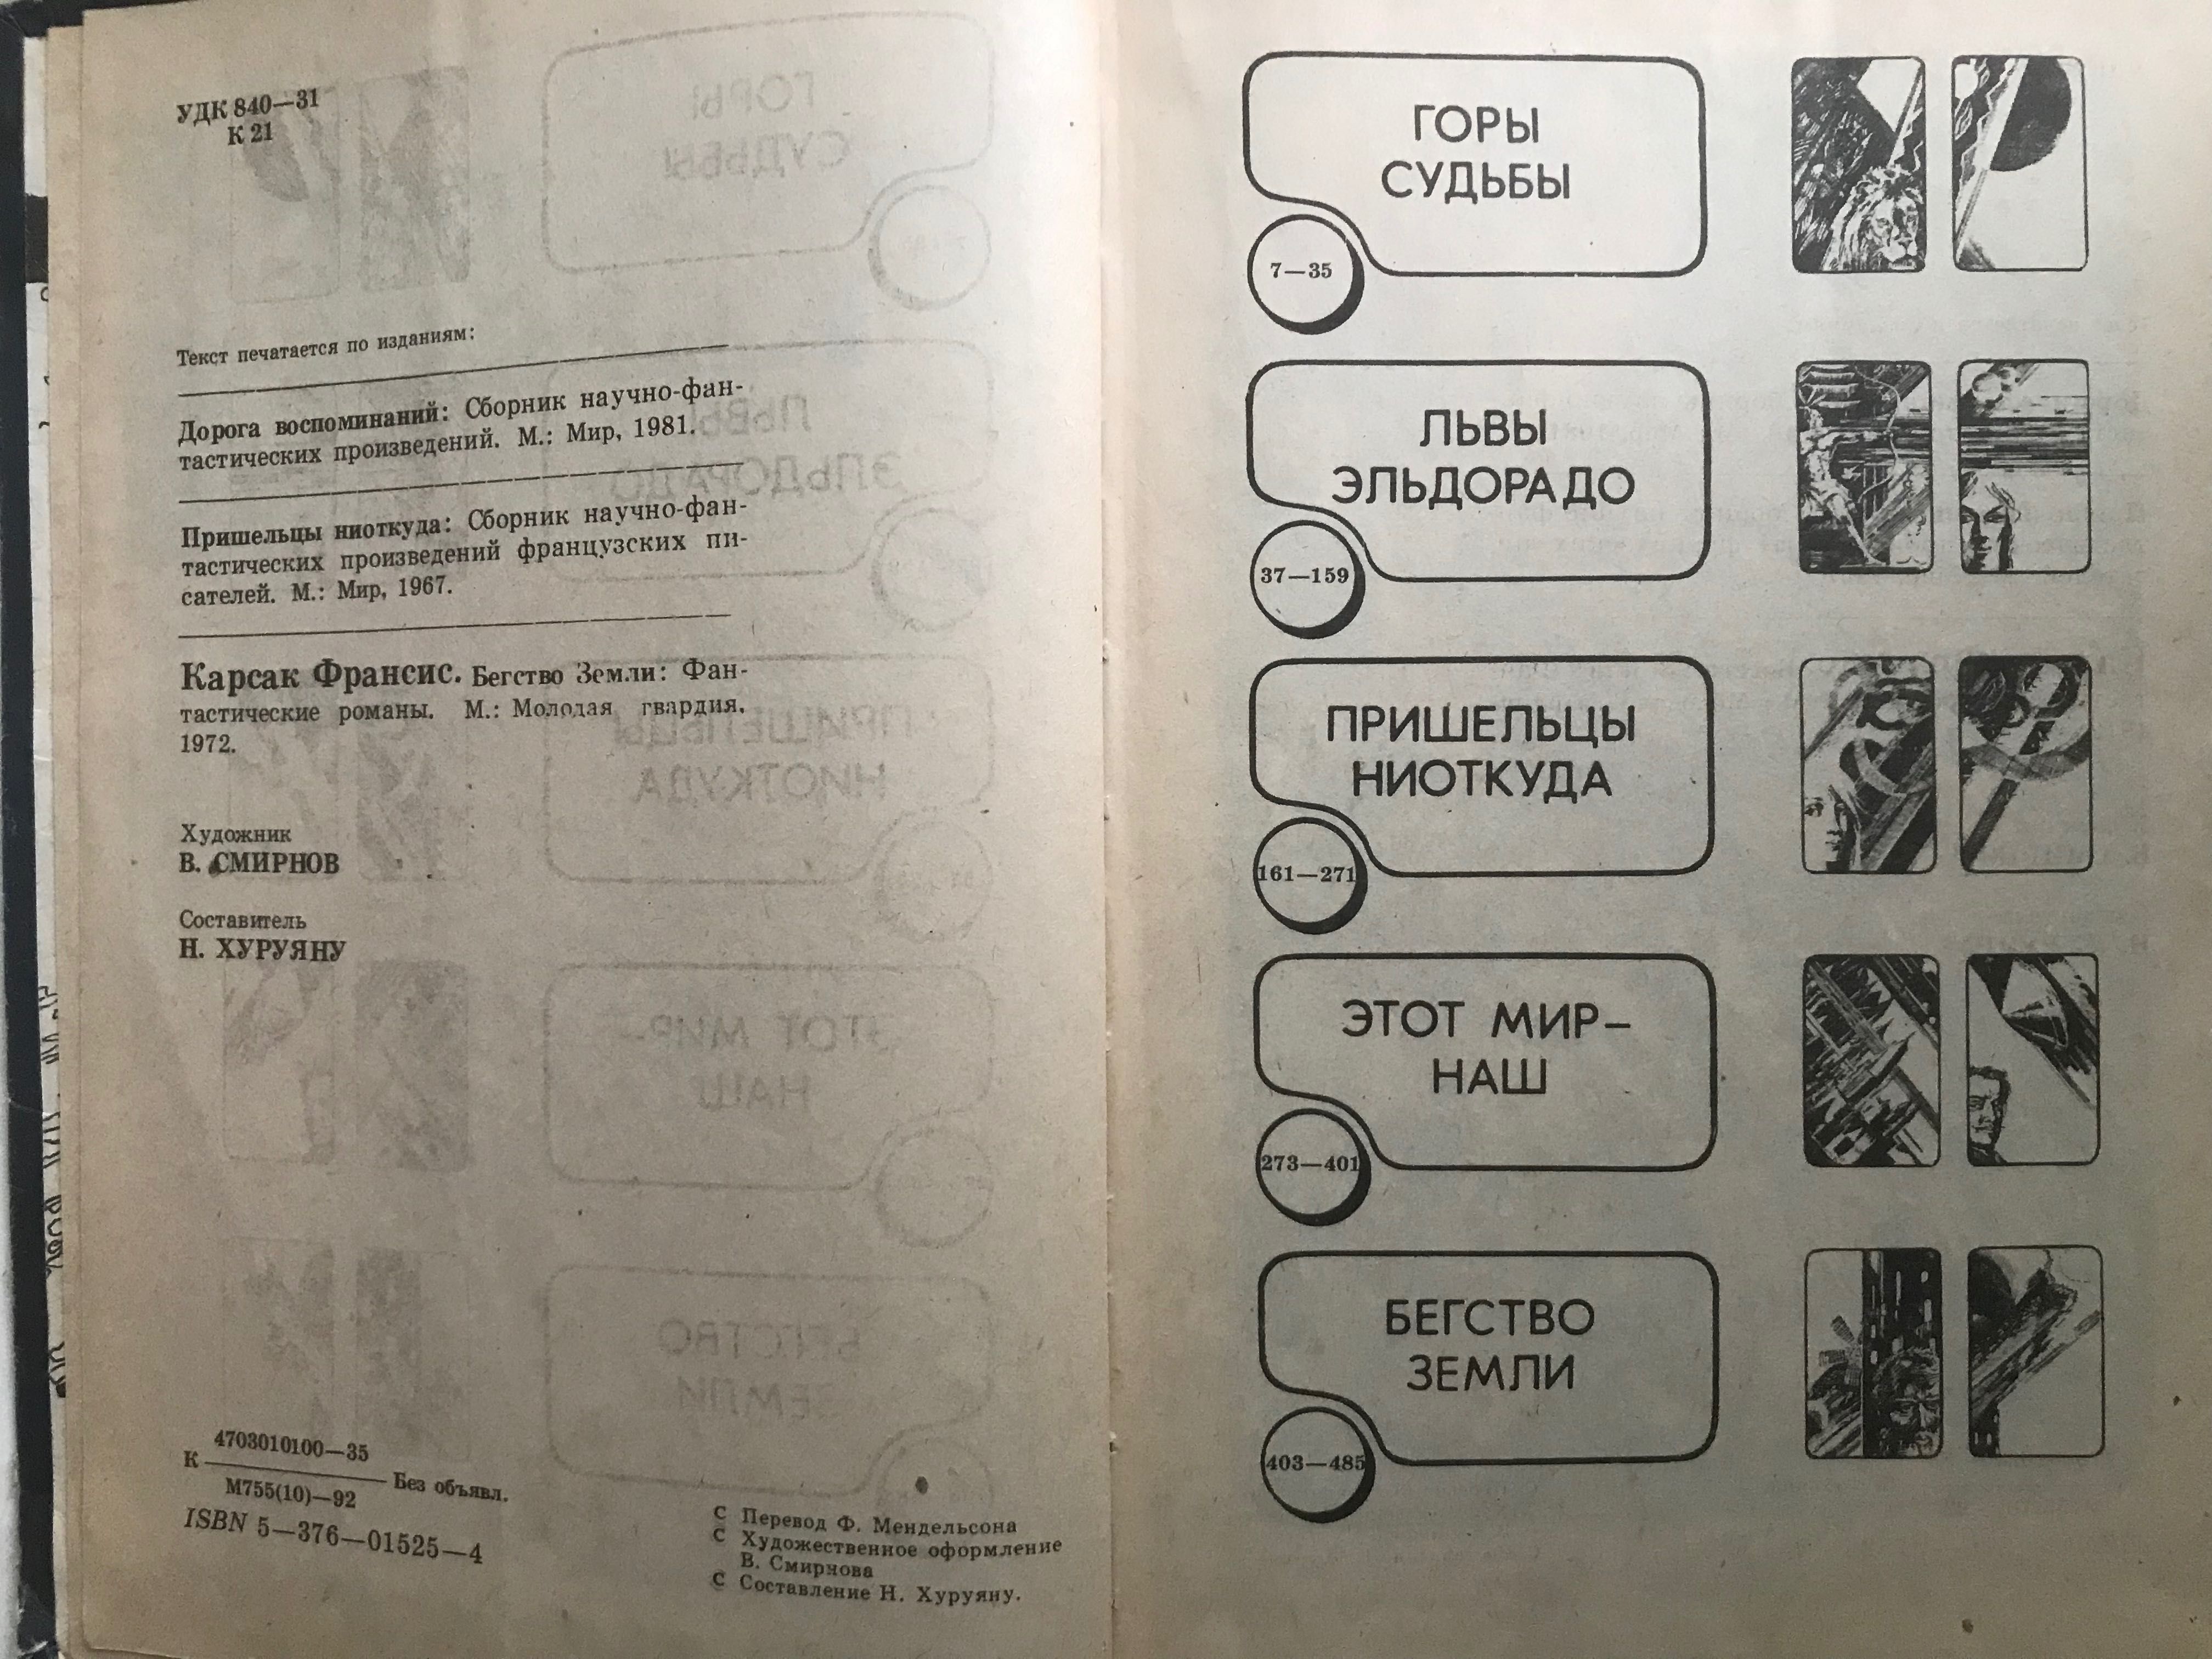 УДК 840—31
К 21
Текст печатается по изданиям:
Дорога воспоминаний: Сборник научно-фан-
тастических произведений. М.: Мир, 1981.
Пришельцы ниоткуда: Сборник научно-фан-
тастических произведений французских пи-
сателей. М.: Мир, 1967.
Карсак Франсис. Бегство Земли: Фан-
тастические романы. М.: Молодая гвардия,
1972.
Художник
В. СМИРНОВ
Составитель
Н. ХУРУЯНУ
4703010100—35
К
М755(10)—92
Без объявл.
ISBN 5—376—01525—4
С Перевод Ф. Мендельсона
С Художественное оформление
В. Смирнова
С Составление Н. Хуруяну.
ГОРЫ
СУДЬБЫ
7—35
ЛЬВЫ
ЭЛЬДОРАДО
37—159
ПРИШЕЛЬЦЫ
НИОТКУДА
161—271
ЭТОТ МИР–
НАШ
273—401
БЕГСТВО
ЗЕМЛИ
403—485